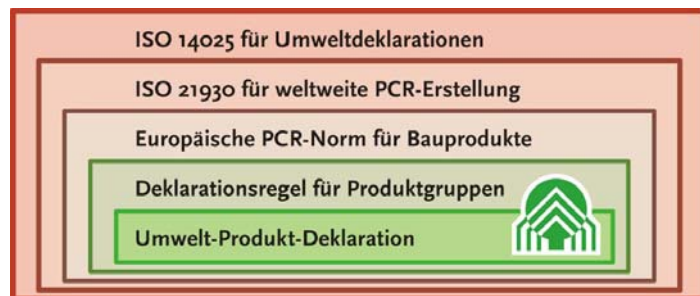 ISO 14025 für Umweltdeklarationen
ISO 21930 für weltweite PCR-Erstellung
Europäische PCR-Norm für Bauprodukte
Deklarationsregel für Produktgruppen
Umwelt-Produkt-Deklaration